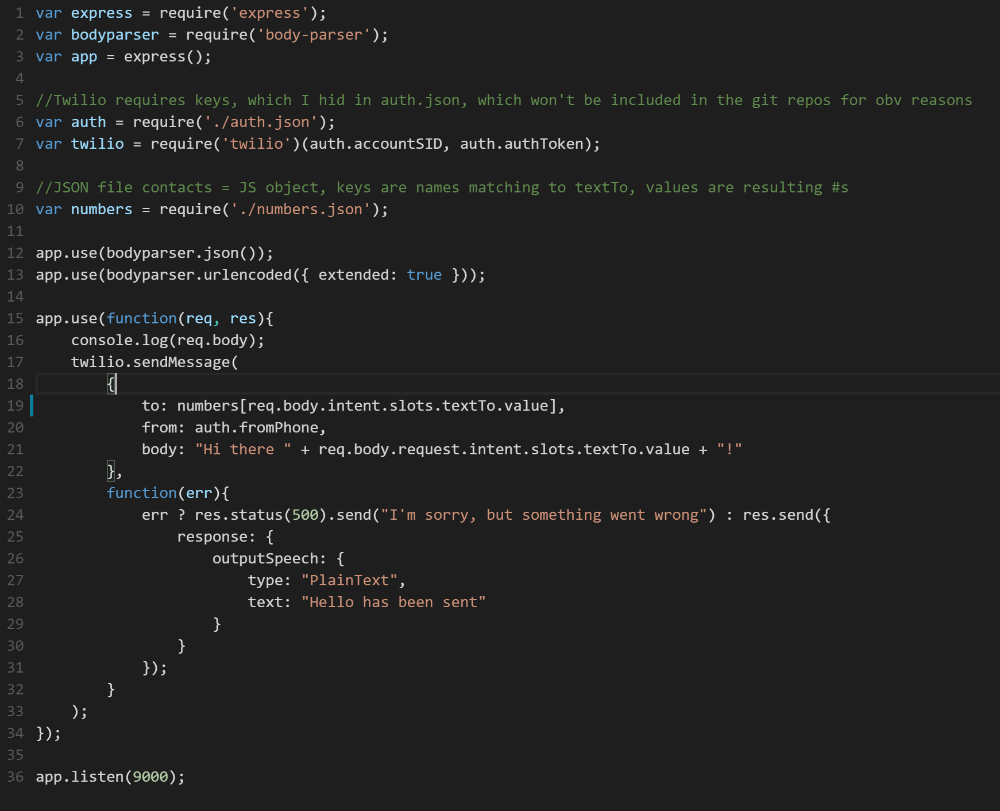 1 var express = require('express');
2 var bodyparser = require('body-parser');
3 var app = express();
4
5 //Twilio requires keys, which I hid in auth.json, which won't be included in the git repos for obv reasons
6 var auth = require('./auth.json');
7 var twilio = require('twilio')(auth.accountSID, auth.authToken);
8
9 //JSON file contacts = JS object, keys are names matching to textTo, values are resulting #s
10 var numbers = require('./numbers.json');
11
12 app.use(bodyparser.json());
13 app.use(bodyparser.urlencoded({ extended: true }));
14
15 app.use(function(req, res){
16     console.log(req.body);
17     twilio.sendMessage(
18         {
19             to: numbers[req.body.intent.slots.textTo.value],
20             from: auth.fromPhone,
21             body: "Hi there " + req.body.request.intent.slots.textTo.value + "!"
22         },
23         function(err){
24             err ? res.status(500).send("I'm sorry, but something went wrong") : res.send({
25                 response: {
26                     outputSpeech: {
27                         type: "PlainText",
28                         text: "Hello has been sent"
29                     }
30                 }
31             });
32         }
33     );
34 });
35
36 app.listen(9000);